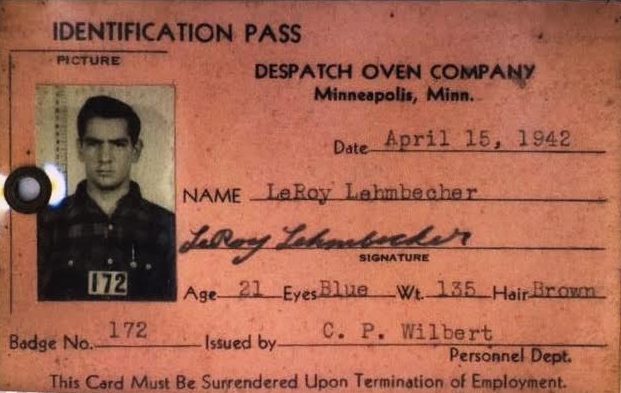 IDENTIFICATION PASS
PICTURE
DESPATCH OVEN COMPANY
Minneapolis, Minn.
Date April 15, 1942
NAME LeRoy Lehmbecher
LeRoy Lehmbecher
SIGNATURE
172
Age 21 Eyes Blue Wt. 135 Hair Brown
Badge No. 172 Issued by C. P. Wilbert
Personnel Dept.
This Card Must Be Surrendered Upon Termination of Employment.